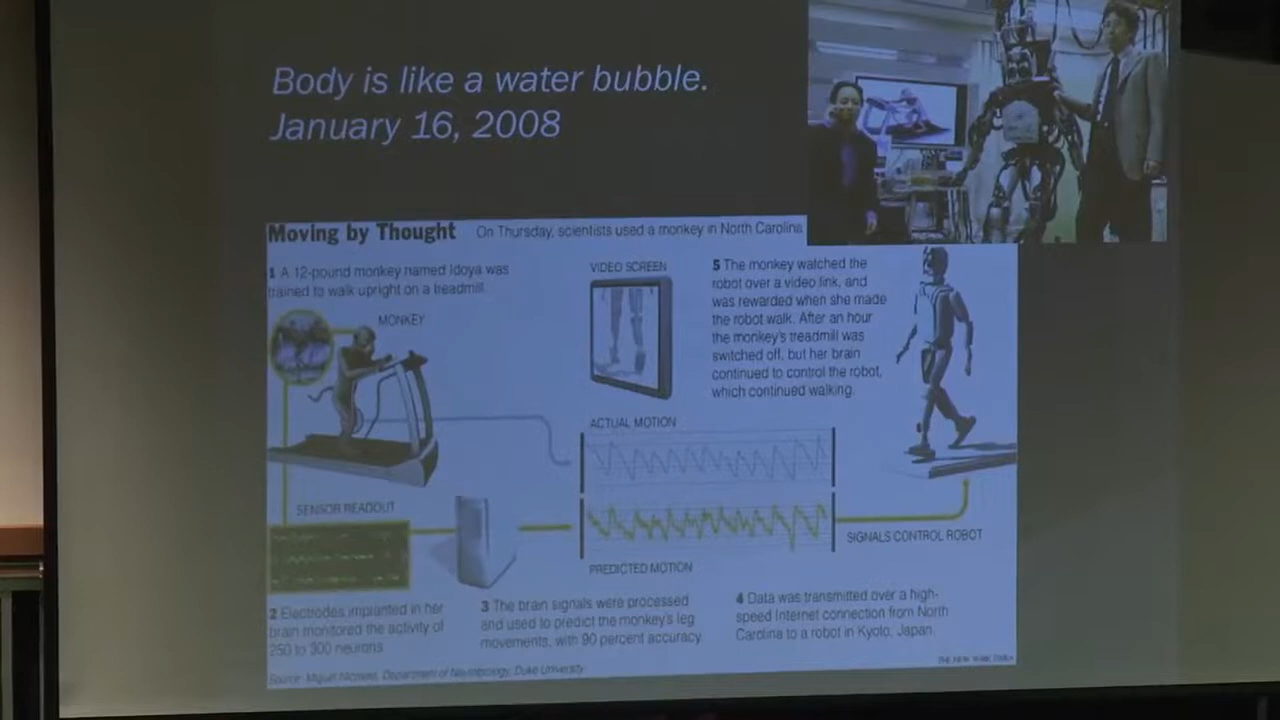 Body is like a water bubble.
January 16, 2008
Moving by Thought
On Thursday, scientists used a monkey in North Carolina
1 A 12-pound monkey named Idoya was
trained to walk upright on a treadmill.
MONKEY
VIDEO SCREEN
5 The monkey watched the
robot over a video link, and
was rewarded when she made
the robot walk. After an hour
the monkey's treadmill was
switched off, but her brain
continued to control the robot,
which continued walking.
ACTUAL MOTION
SENSOR READOUT
PREDICTED MOTION
SIGNALS CONTROL ROBOT
2 Electrodes implanted in her
brain monitored the activity of
250 to 300 neurons
3 The brain signals were processed
and used to predict the monkey's leg
movements, with 90 percent accuracy
4 Data was transmitted over a high-
speed Internet connection from North
Carolina to a robot in Kyoto, Japan.
Source: Miguel Nicolelis, Department of Neurobiology, Duke University
THE NEW YORK TIMES